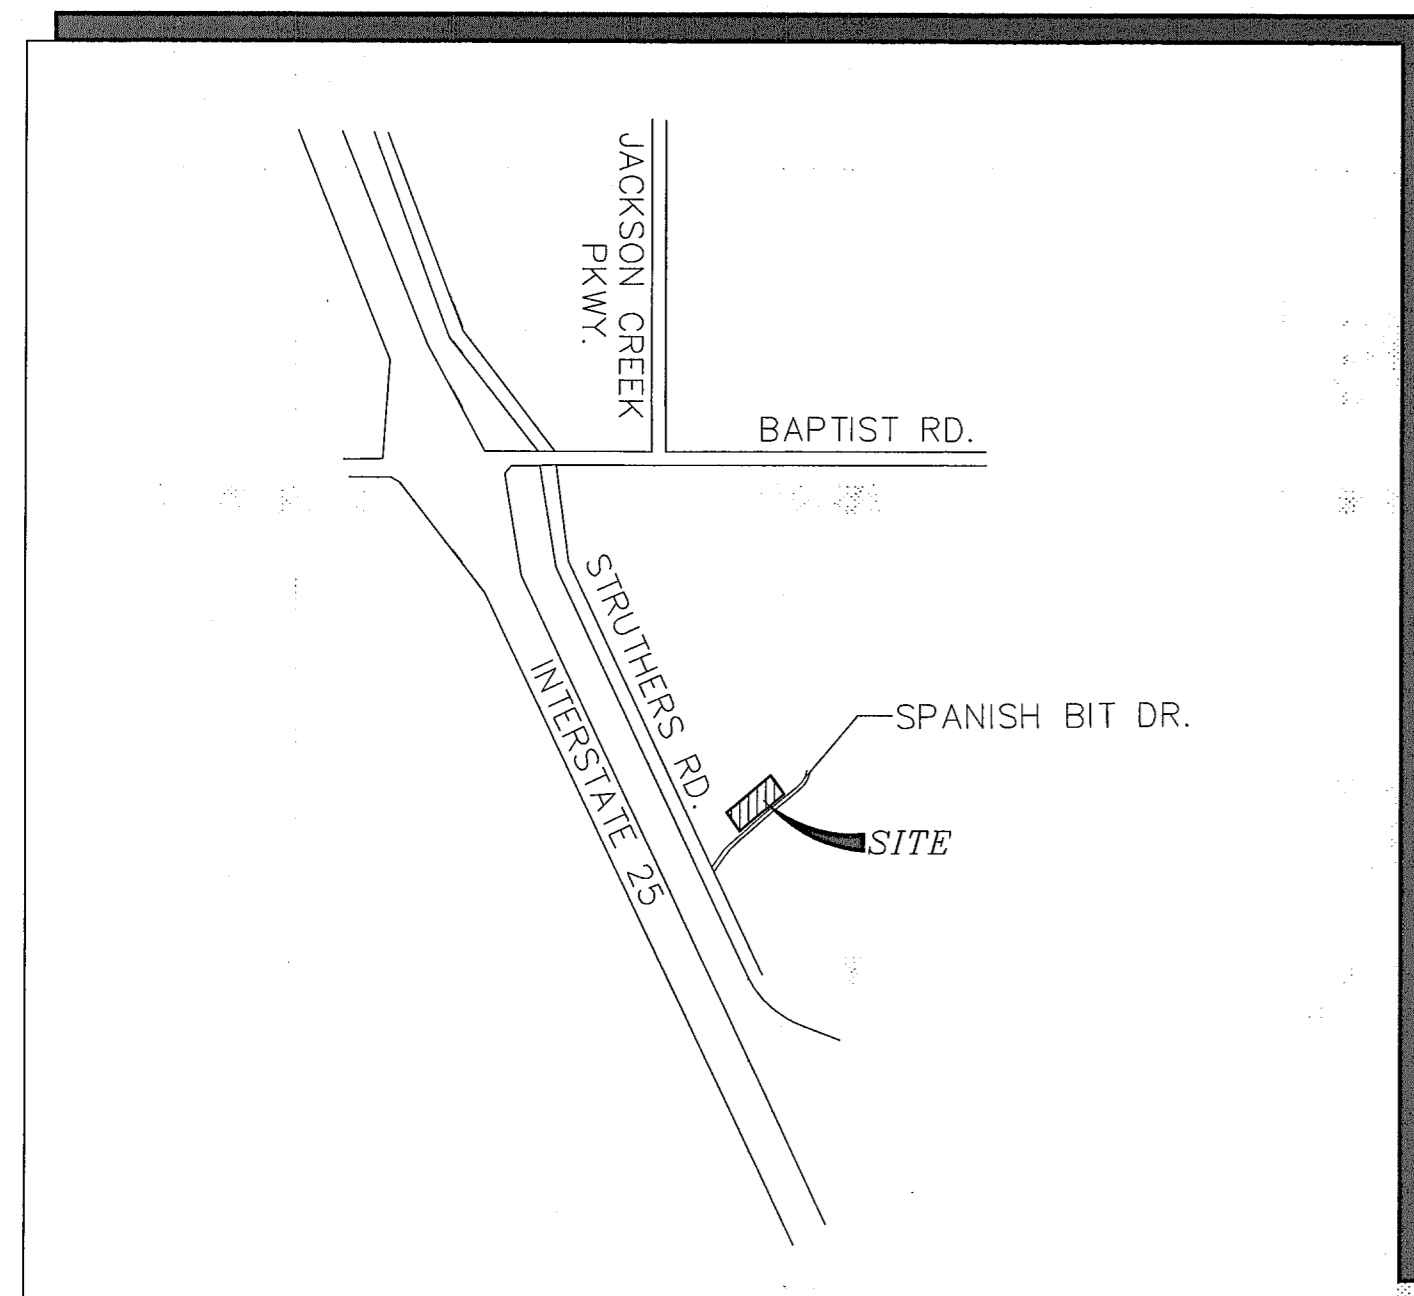 JACKSON CREEK
PKWY.
BAPTIST RD.
STRUTHERS RD.
INTERSTATE 25
SPANISH BIT DR.
SITE